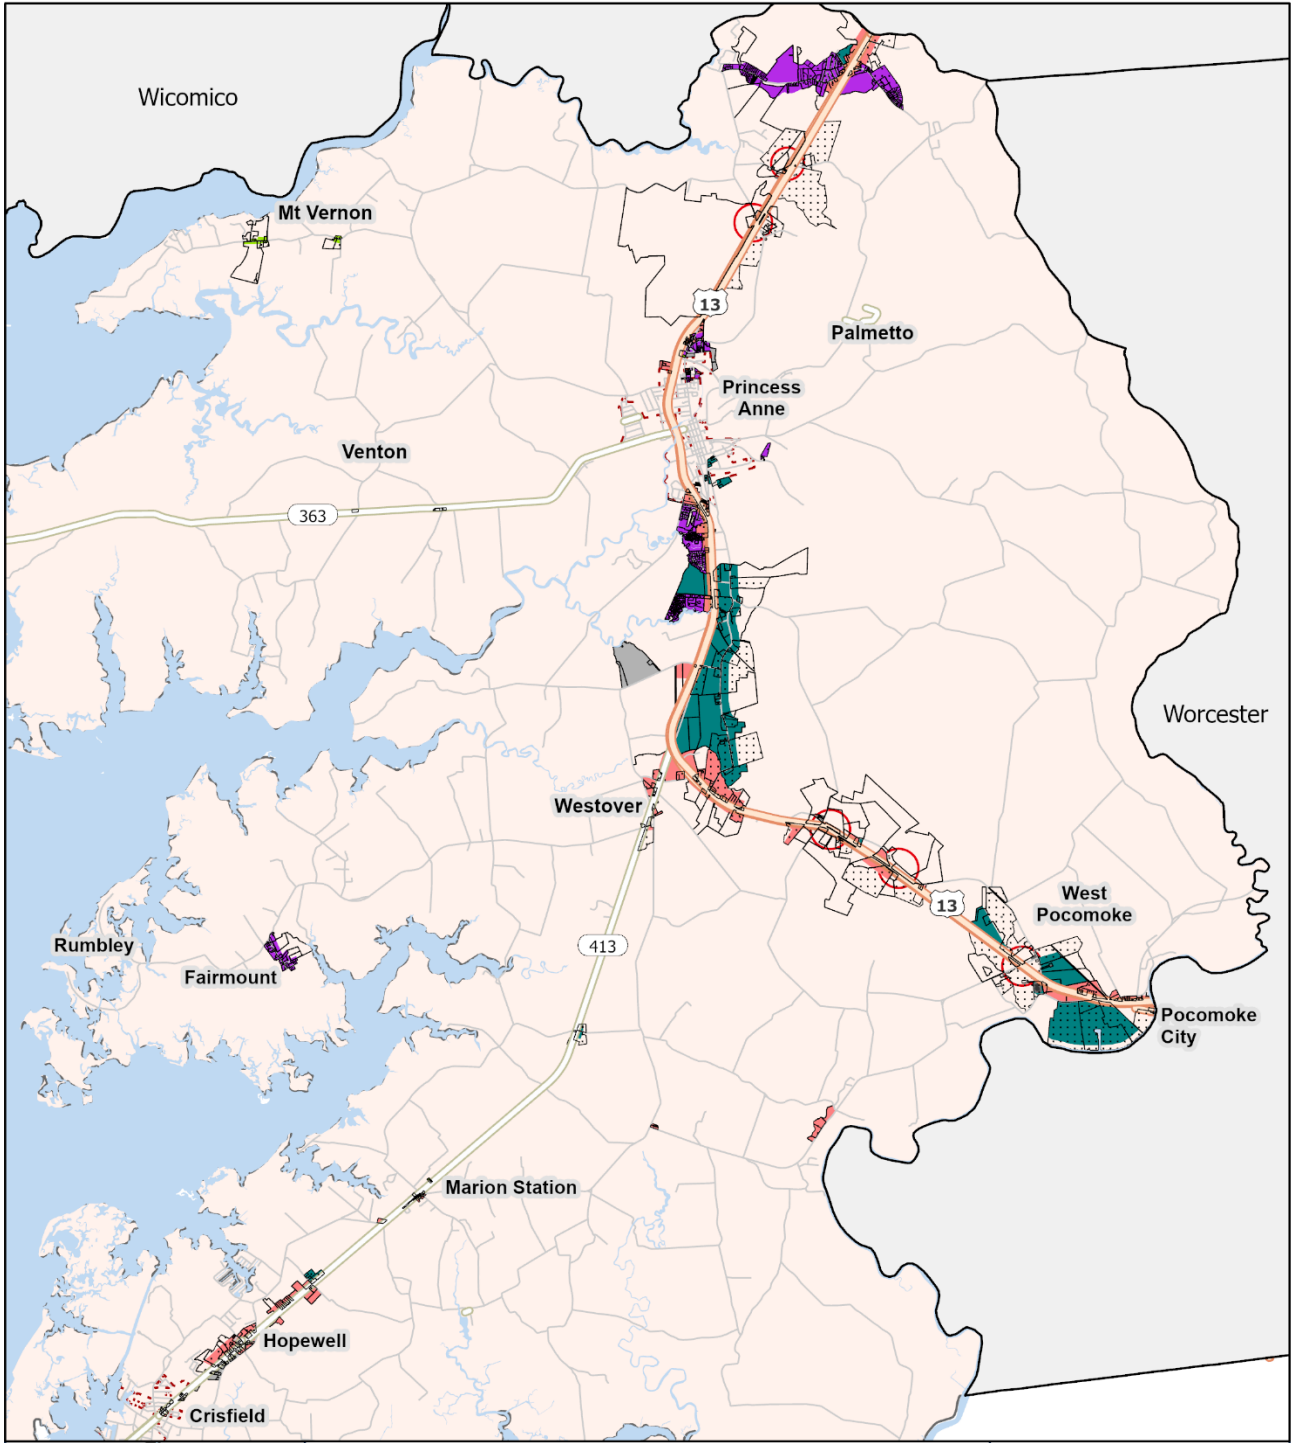 Wicomico
Mt Vernon
13
Palmetto
Princess
Anne
Venton
363
Worcester
Westover
West
Pocomoke
13
Rumbley
413
Fairmount
Pocomoke
City
Marion Station
Hopewell
Crisfield